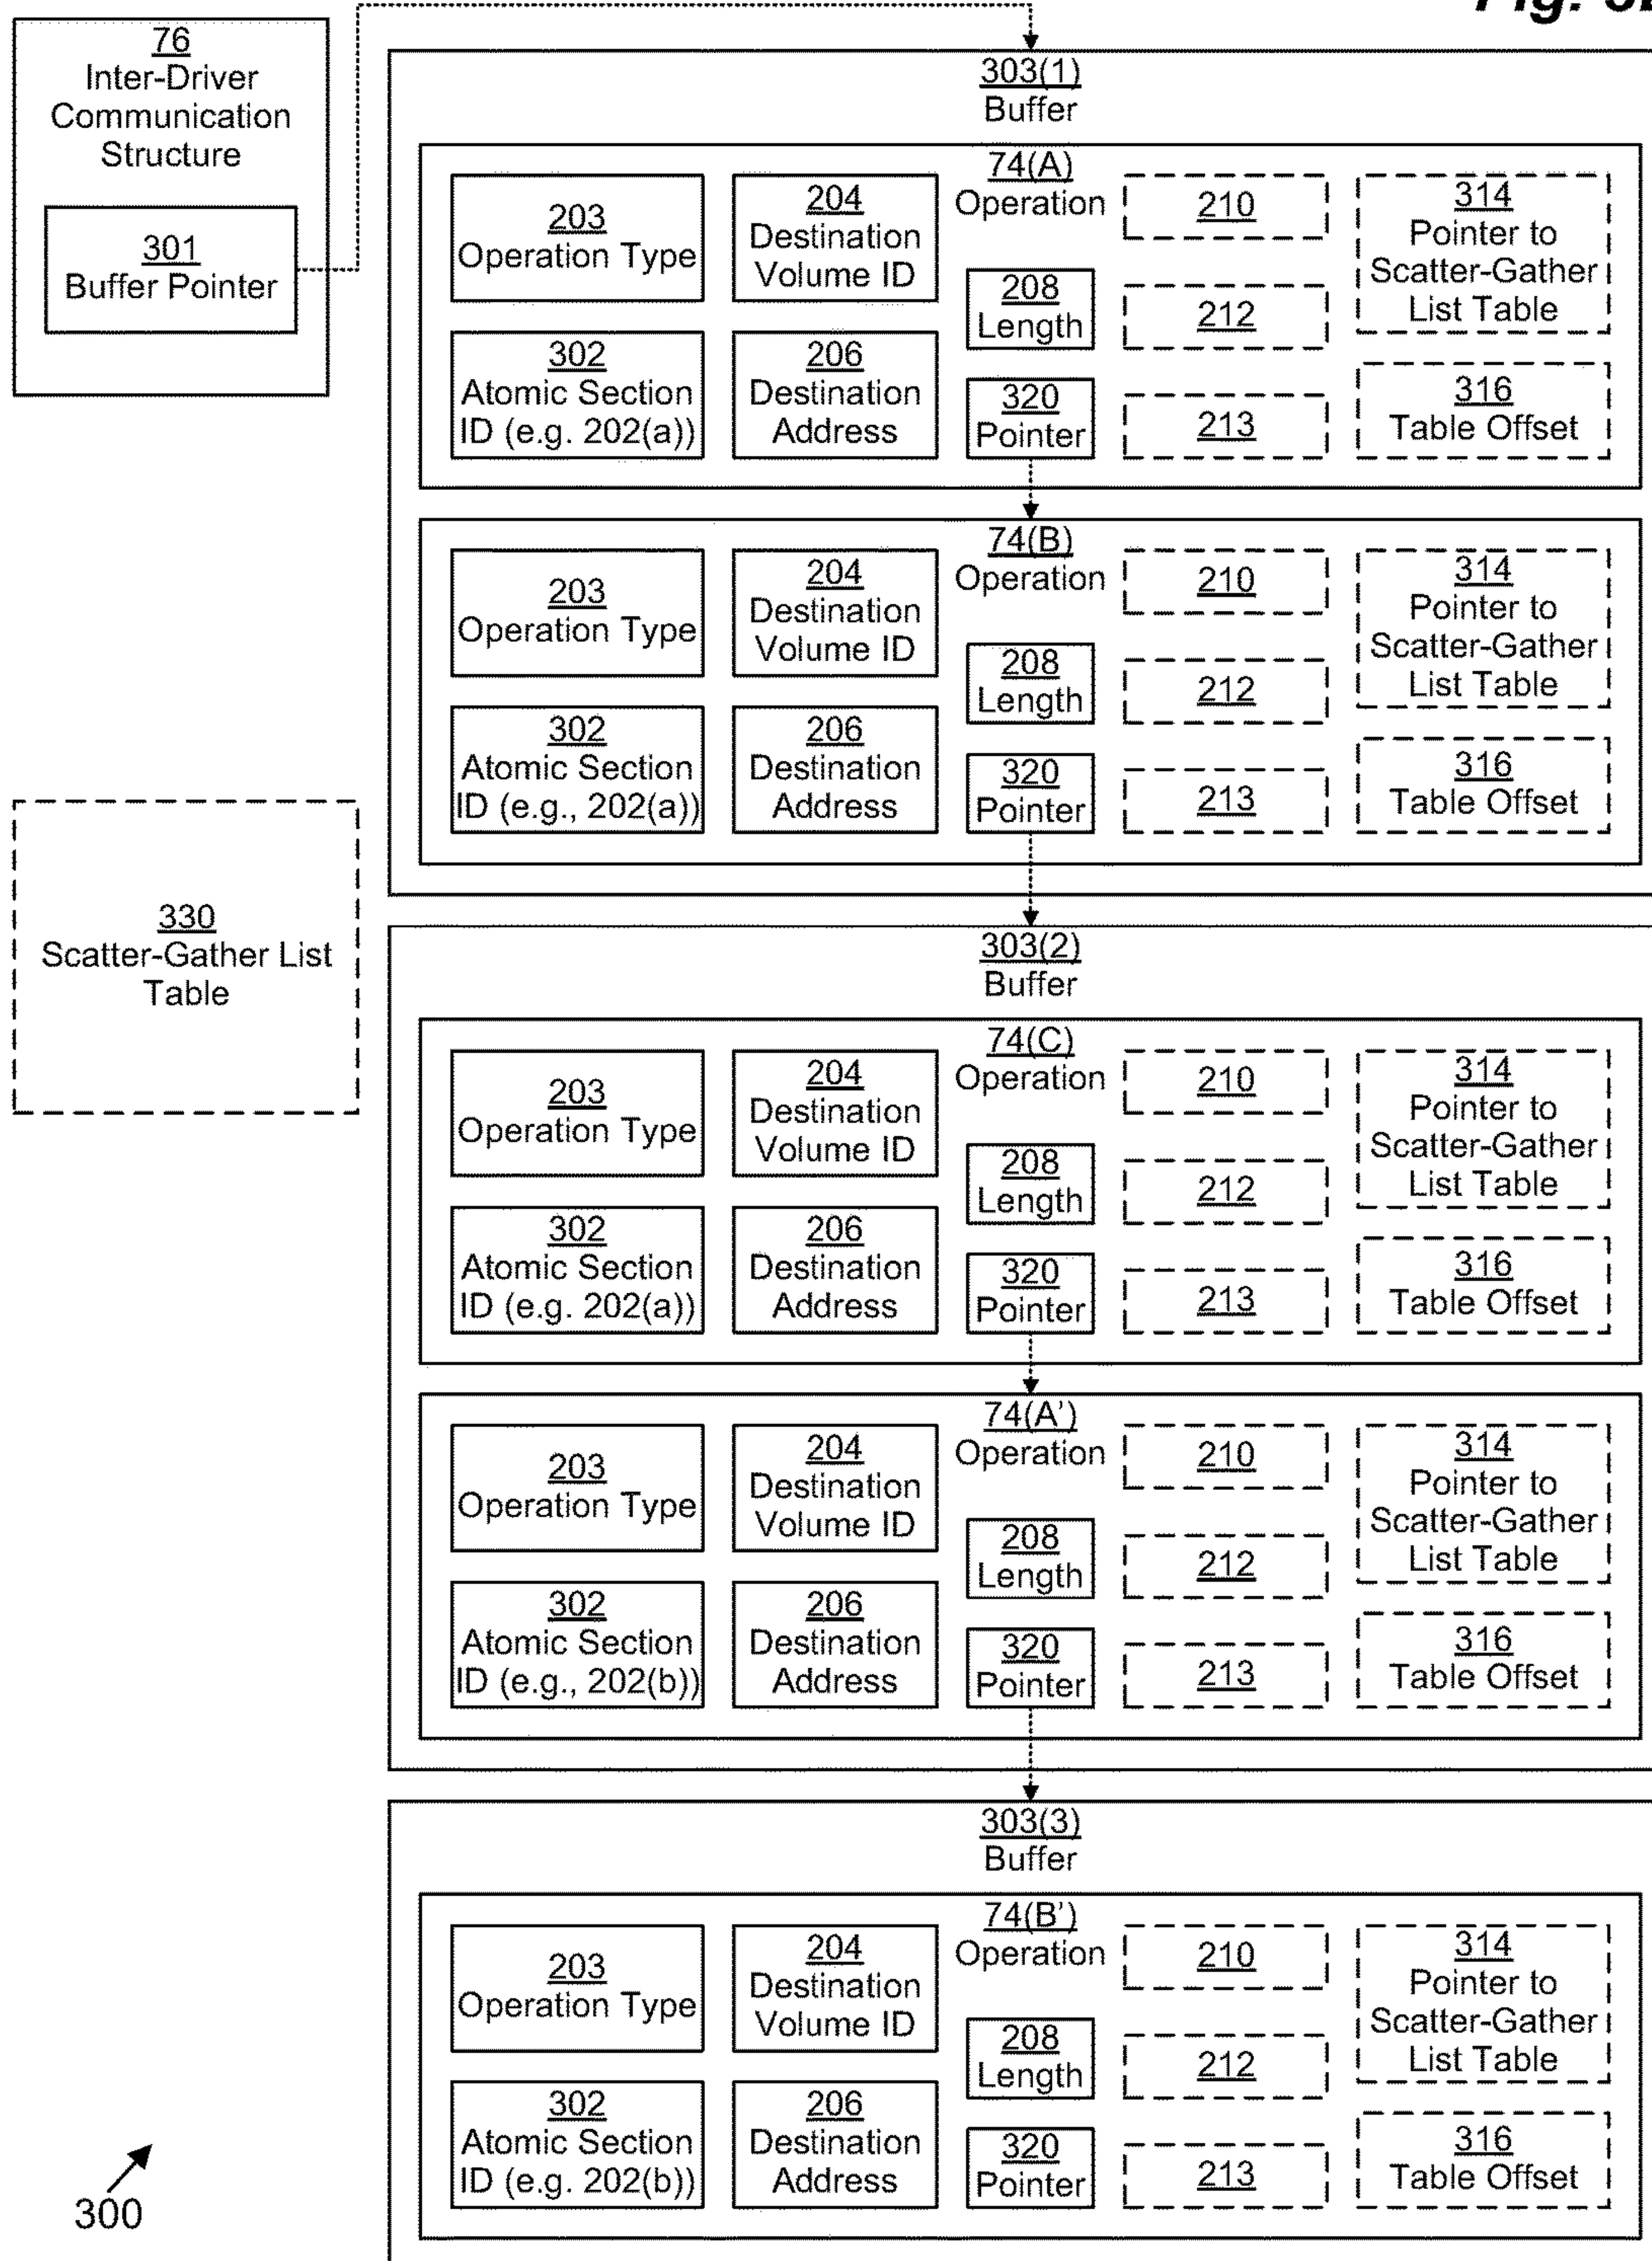 Fig. 3
76
Inter-Driver
Communication
Structure
301
Buffer Pointer
303(1)
Buffer
74(A)
Operation
203
Operation Type
204
Destination
Volume ID
302
Atomic Section
ID (e.g. 202(a))
206
Destination
Address
208
Length
320
Pointer
210
212
213
314
Pointer to
Scatter-Gather
List Table
316
Table Offset
74(B)
Operation
203
Operation Type
204
Destination
Volume ID
302
Atomic Section
ID (e.g., 202(a))
206
Destination
Address
208
Length
320
Pointer
210
212
213
314
Pointer to
Scatter-Gather
List Table
316
Table Offset
330
Scatter-Gather List
Table
303(2)
Buffer
74(C)
Operation
203
Operation Type
204
Destination
Volume ID
302
Atomic Section
ID (e.g. 202(a))
206
Destination
Address
208
Length
320
Pointer
210
212
213
314
Pointer to
Scatter-Gather
List Table
316
Table Offset
74(A')
Operation
203
Operation Type
204
Destination
Volume ID
302
Atomic Section
ID (e.g., 202(b))
206
Destination
Address
208
Length
320
Pointer
210
212
213
314
Pointer to
Scatter-Gather
List Table
316
Table Offset
303(3)
Buffer
74(B')
Operation
203
Operation Type
204
Destination
Volume ID
302
Atomic Section
ID (e.g. 202(b))
206
Destination
Address
208
Length
320
Pointer
210
212
213
314
Pointer to
Scatter-Gather
List Table
316
Table Offset
300